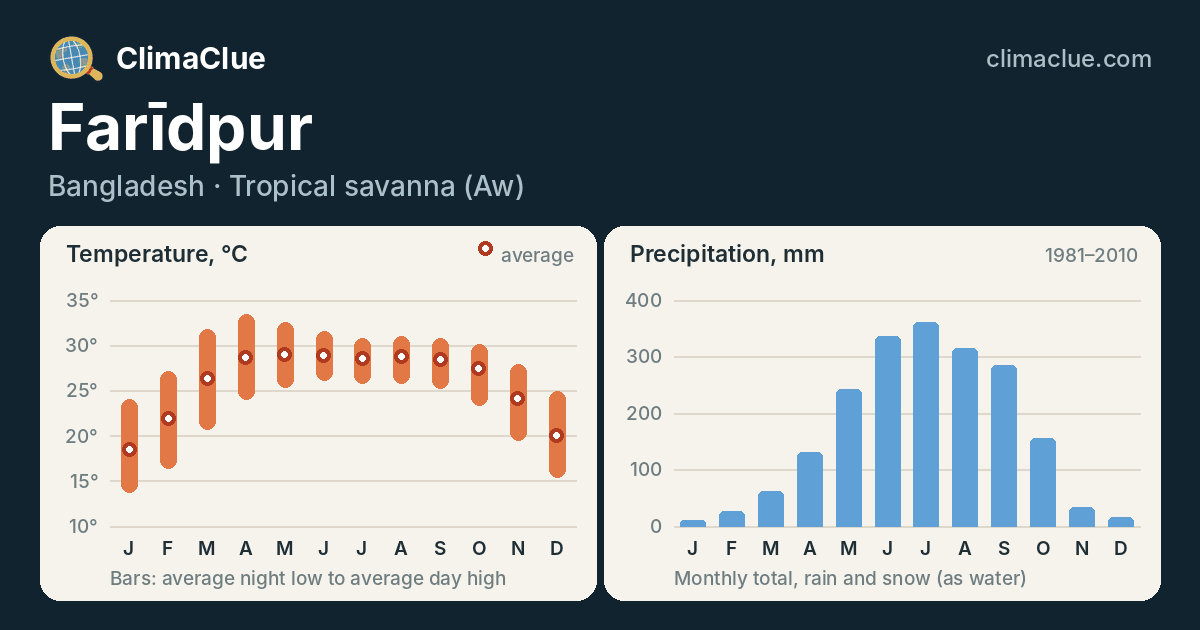 ClimaClue
climaclue.com
Farīdpur
Bangladesh · Tropical savanna (Aw)
Temperature, °C
average
35°
30°
25°
20°
15°
10°
J F M A M J J A S O N D
Bars: average night low to average day high
Precipitation, mm
1981–2010
400
300
200
100
0
J F M A M J J A S O N D
Monthly total, rain and snow (as water)